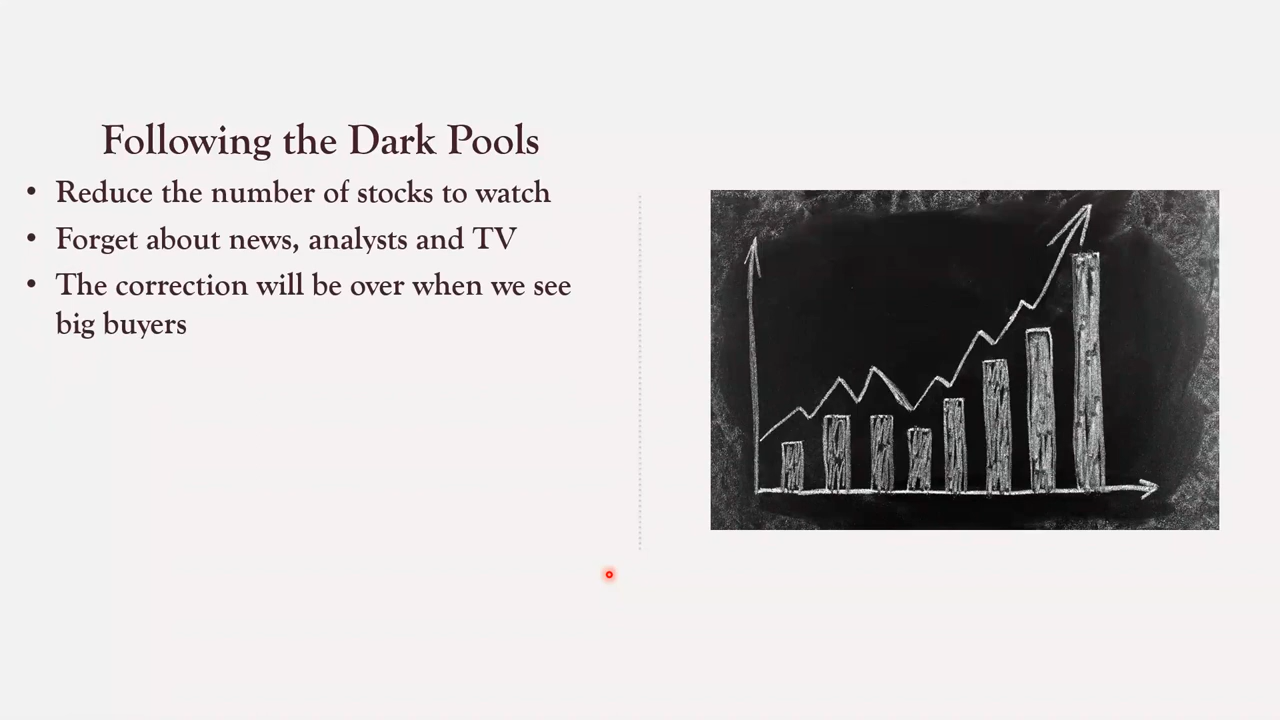 Following the Dark Pools
• Reduce the number of stocks to watch
• Forget about news, analysts and TV
• The correction will be over when we see
big buyers